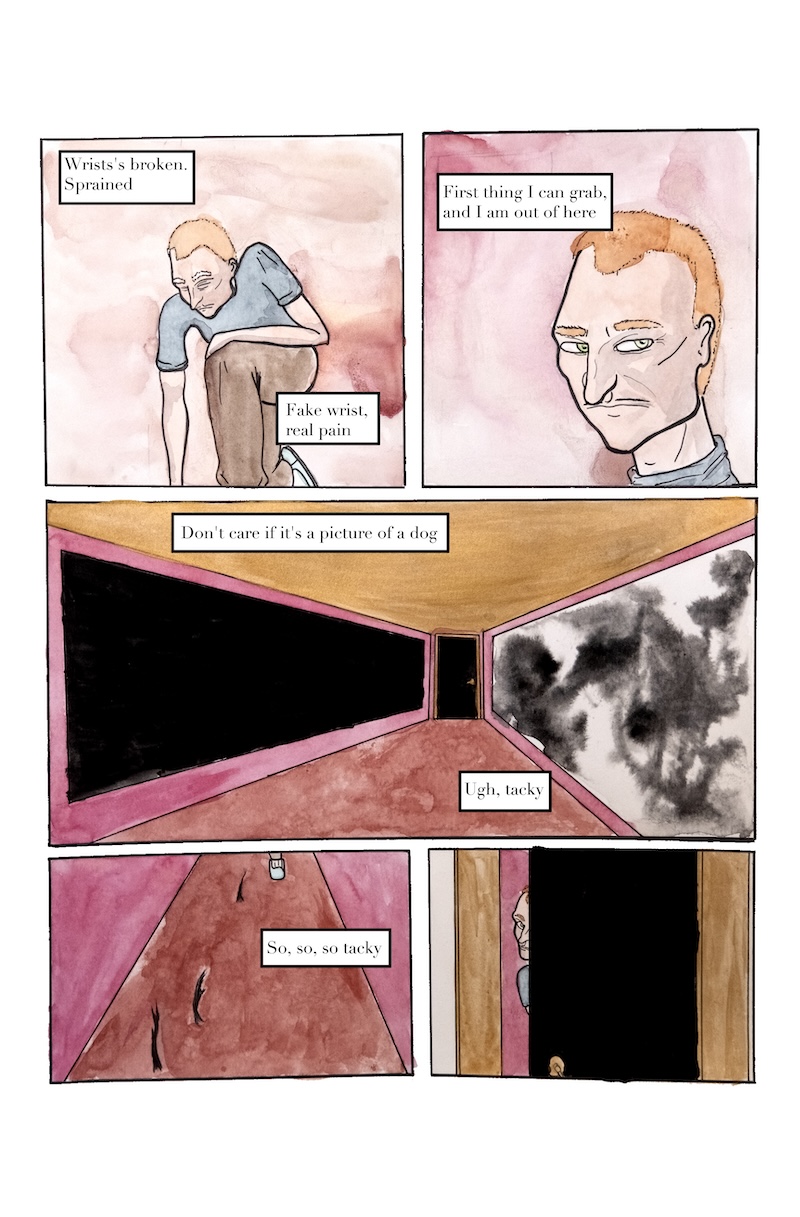 Wrists's broken.
Sprained
Fake wrist,
real pain
First thing I can grab,
and I am out of here
Don't care if it's a picture of a dog
Ugh, tacky
So, so, so tacky